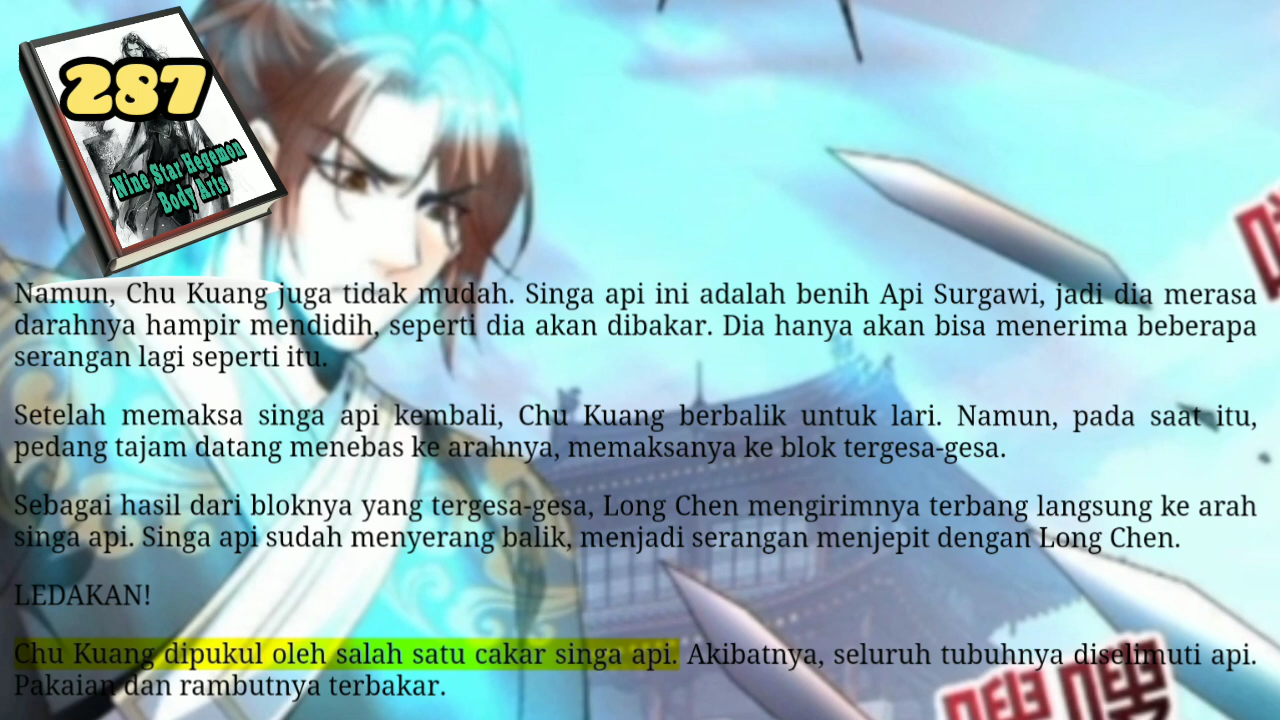 287
Nine Star Hegemon
Body Arts
Namun, Chu Kuang juga tidak mudah. Singa api ini adalah benih Api Surgawi, jadi dia merasa
darahnya hampir mendidih, seperti dia akan dibakar. Dia hanya akan bisa menerima beberapa
serangan lagi seperti itu.
Setelah memaksa singa api kembali, Chu Kuang berbalik untuk lari. Namun, pada saat itu,
pedang tajam datang menebas ke arahnya, memaksanya ke blok tergesa-gesa.
Sebagai hasil dari bloknya yang tergesa-gesa, Long Chen mengirimnya terbang langsung ke arah
singa api. Singa api sudah menyerang balik, menjadi serangan menjepit dengan Long Chen.
LEDAKAN!
Chu Kuang dipukul oleh salah satu cakar singa api. Akibatnya, seluruh tubuhnya diselimuti api.
Pakaian dan rambutnya terbakar.